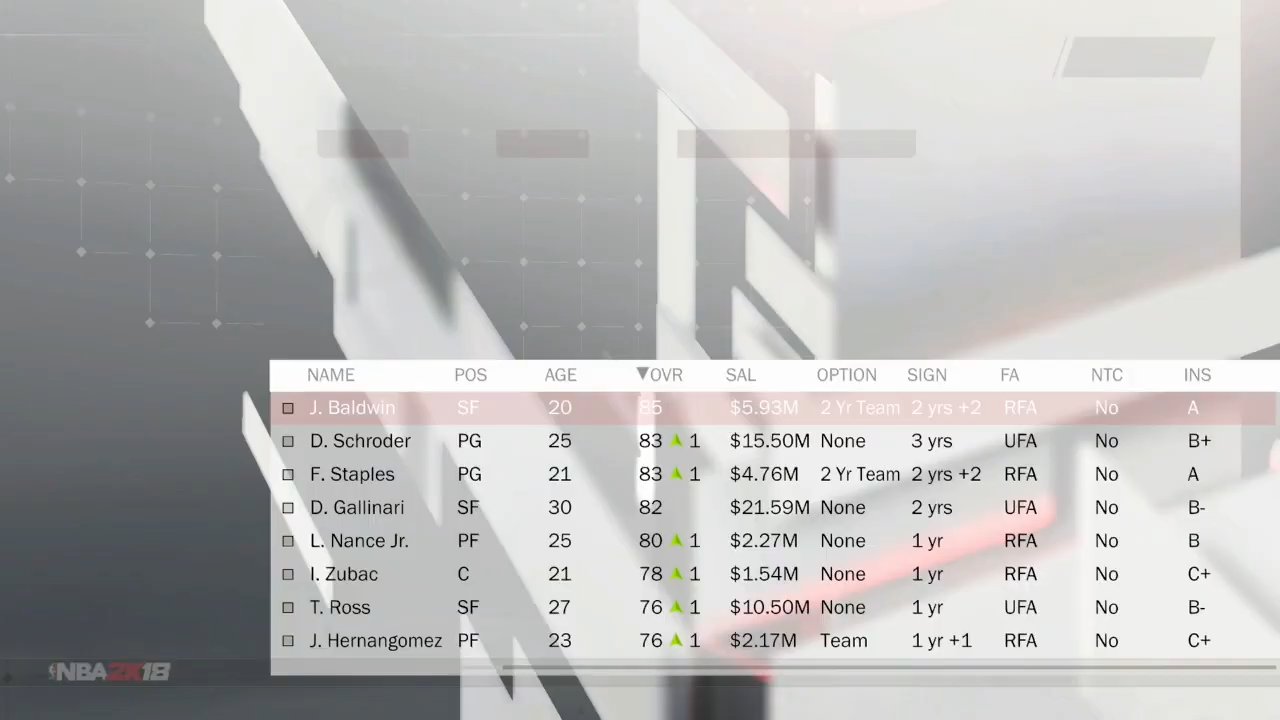 NAME POS AGE ▼OVR SAL OPTION SIGN FA NTC INS
J. Baldwin SF 20 85 $5.93M 2 Yr Team 2 yrs +2 RFA No A
D. Schroder PG 25 83 ▲ 1 $15.50M None 3 yrs UFA No B+
F. Staples PG 21 83 ▲ 1 $4.76M 2 Yr Team 2 yrs +2 RFA No A
D. Gallinari SF 30 82 $21.59M None 2 yrs UFA No B-
L. Nance Jr. PF 25 80 ▲ 1 $2.27M None 1 yr RFA No B
I. Zubac C 21 78 ▲ 1 $1.54M None 1 yr RFA No C+
T. Ross SF 27 76 ▲ 1 $10.50M None 1 yr UFA No B-
J. Hernangomez PF 23 76 ▲ 1 $2.17M Team 1 yr +1 RFA No C+
NBA2K18